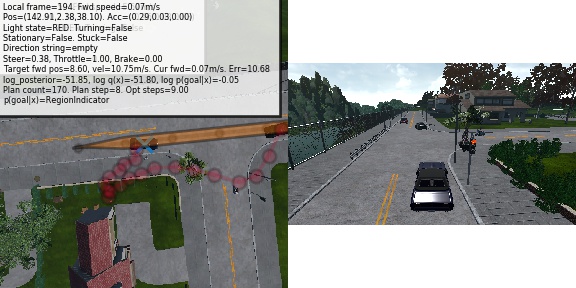 Local frame=194. Fwd speed=0.07m/s
Pos=(142.91,2.38,38.10). Acc=(0.29,0.03,0.00)
Light state=RED. Turning=False
Stationary=False. Stuck=False
Direction string=empty
Steer=0.38, Throttle=1.00, Brake=0.00
Target fwd pos=8.60, vel=10.75m/s. Cur fwd=0.07m/s. Err=10.68
log_posterior=-51.85, log q(x)=-51.80, log p(goal|x)=-0.05
Plan count=170. Plan step=8. Opt steps=9.00
p(goal|x)=RegionIndicator